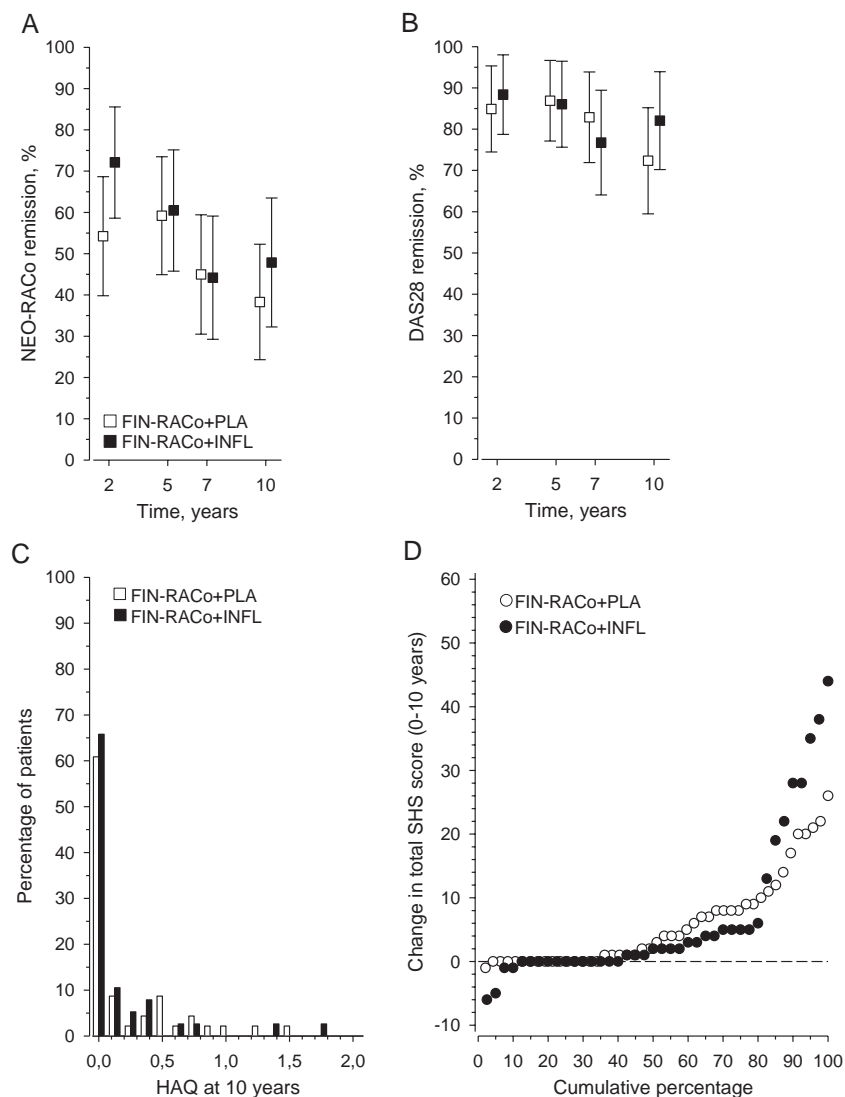 A
100
90
80
70
60
50
40
30
20
10
0
NEO-RACo remission, %
FIN-RACo+PLA
FIN-RACo+INFL
2 5 7 10
Time, years
B
100
90
80
70
60
50
40
30
20
10
0
DAS28 remission, %
2 5 7 10
Time, years
C
100
90
80
70
60
50
40
30
20
10
0
Percentage of patients
FIN-RACo+PLA
FIN-RACo+INFL
0,0 0,5 1,0 1,5 2,0
HAQ at 10 years
D
60
50
40
30
20
10
0
-10
Change in total SHS score (0-10 years)
FIN-RACo+PLA
FIN-RACo+INFL
0 10 20 30 40 50 60 70 80 90 100
Cumulative percentage